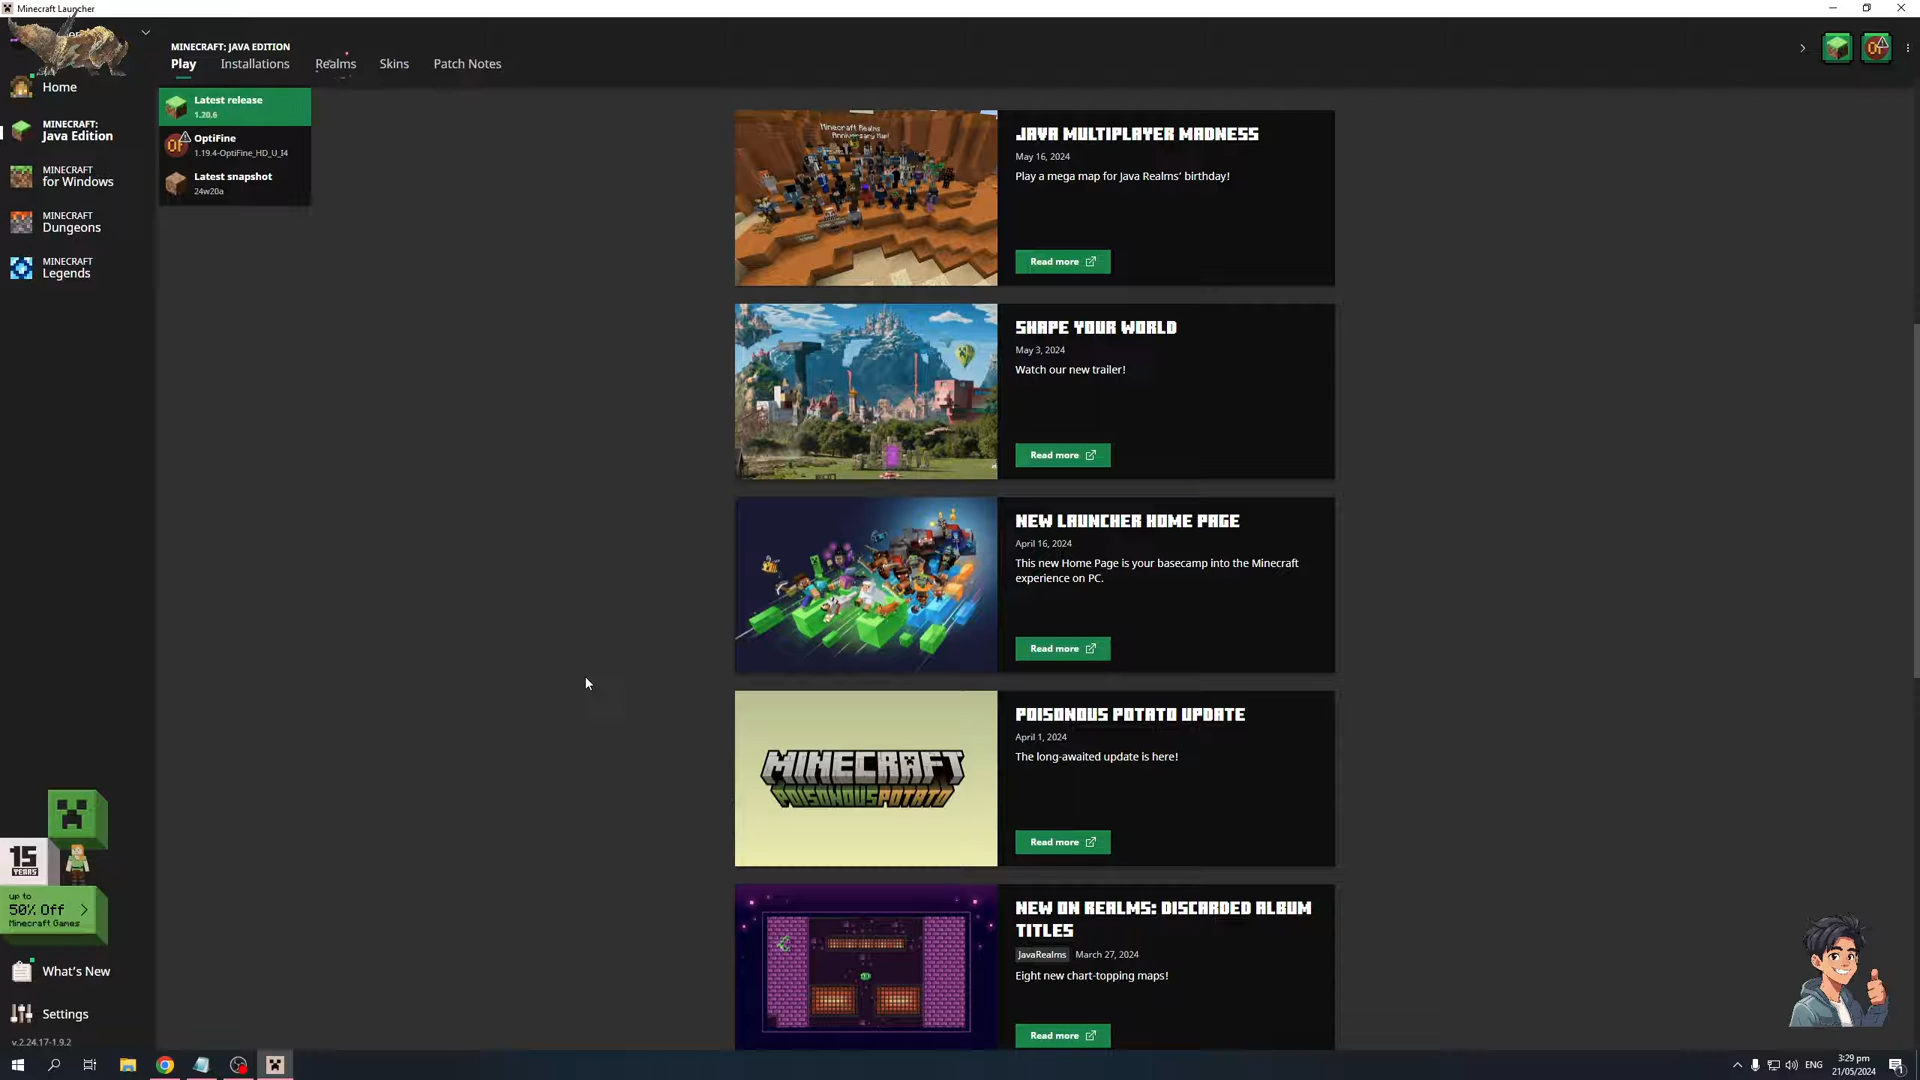 Minecraft Launcher
MINECRAFT: JAVA EDITION
Play
Installations
Realms
Skins
Patch Notes
Home
MINECRAFT:
Java Edition
MINECRAFT
for Windows
MINECRAFT
Dungeons
MINECRAFT
Legends
Latest release
1.20.6
OptiFine
1.19.4-OptiFine_HD_U_I4
Latest snapshot
24w20a
Minecraft Realms
Anniversary Map!
JAVA MULTIPLAYER MADNESS
May 16, 2024
Play a mega map for Java Realms’ birthday!
Read more
SHAPE YOUR WORLD
May 3, 2024
Watch our new trailer!
Read more
NEW LAUNCHER HOME PAGE
April 16, 2024
This new Home Page is your basecamp into the Minecraft
experience on PC.
Read more
MINECRAFT
POISONOUS POTATO
POISONOUS POTATO UPDATE
April 1, 2024
The long-awaited update is here!
Read more
NEW ON REALMS: DISCARDED ALBUM
TITLES
JavaRealms March 27, 2024
Eight new chart-topping maps!
Read more
15
YEARS
up to
50% Off
Minecraft Games
What's New
Settings
v.2.24.17-1.9.2
ENG
3:29 pm
21/05/2024